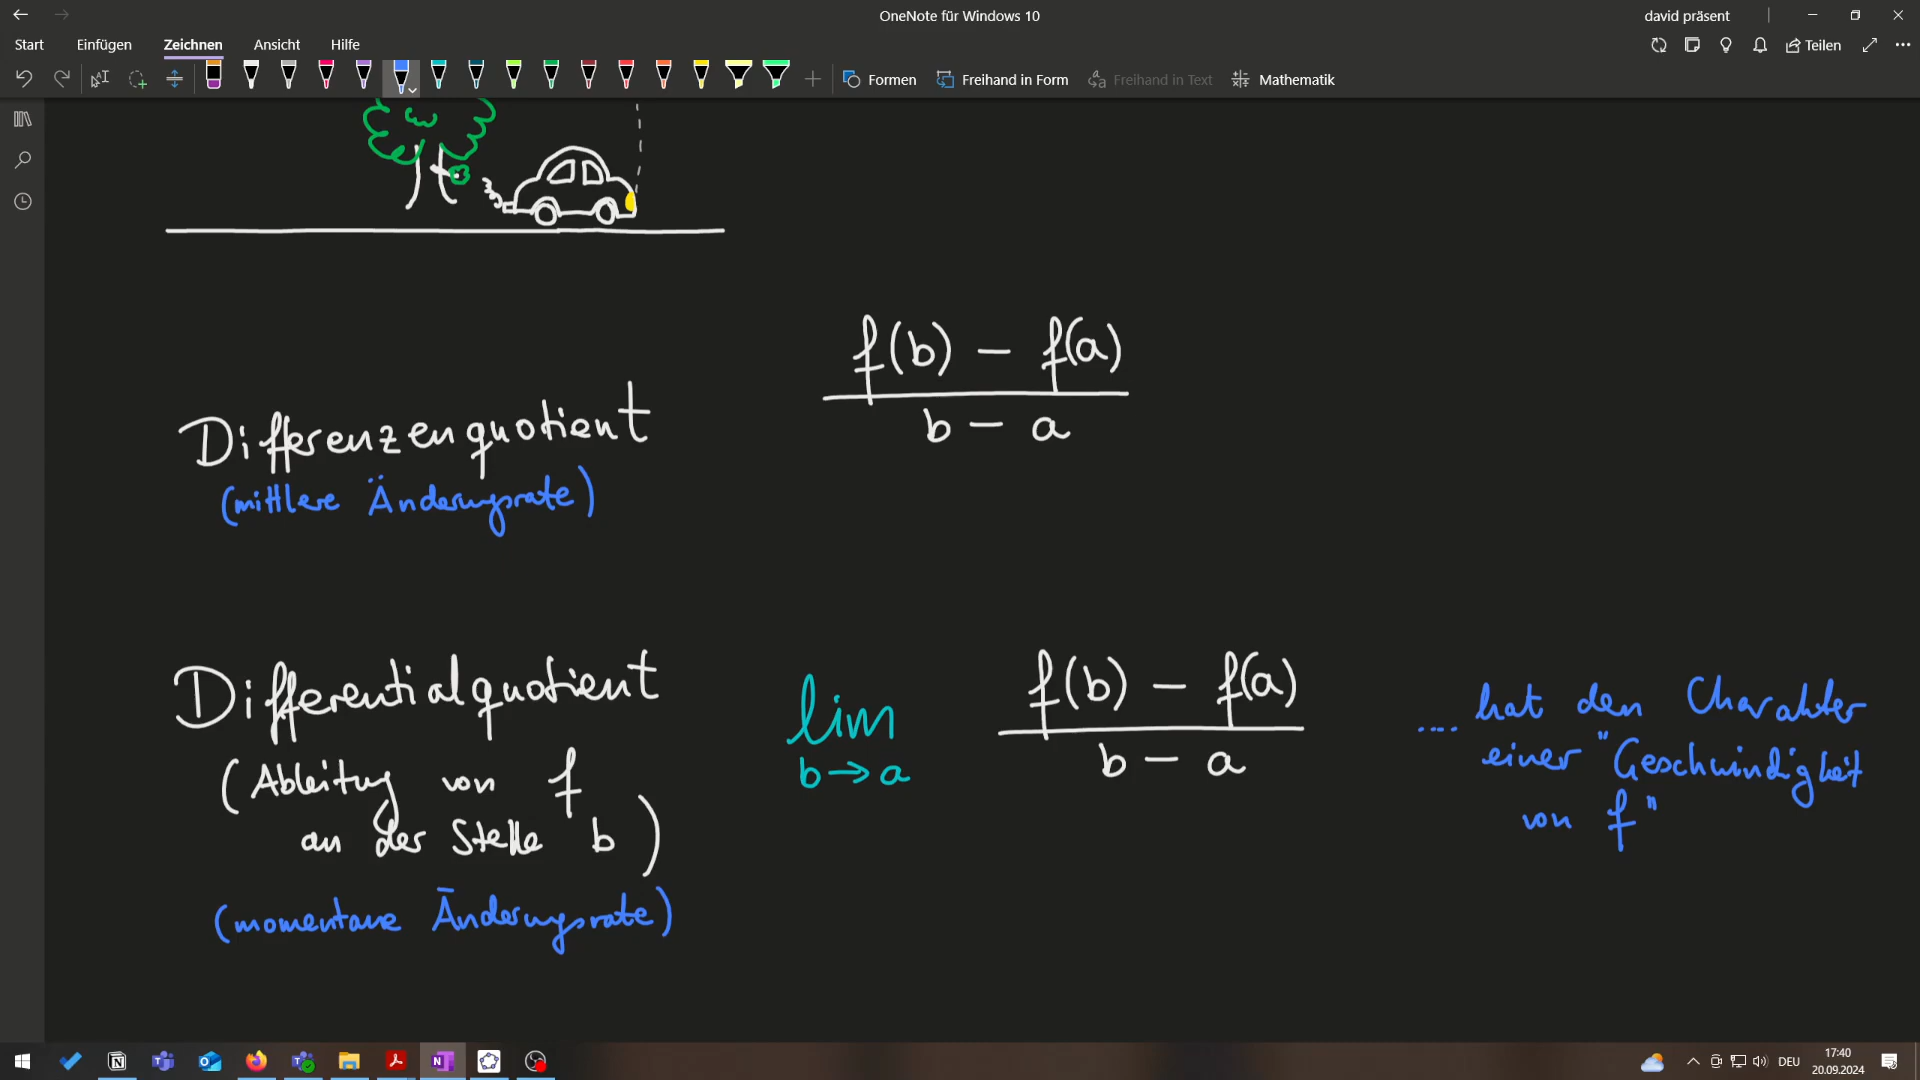 OneNote für Windows 10
david präsent
Start Einfügen Zeichnen Ansicht Hilfe
Teilen
Formen Freihand in Form Freihand in Text Mathematik
f(b) - f(a)
b - a
Differenzenquotient
(mittlere Änderungsrate)
Differentialquotient
(Ableitung von f
an der Stelle b)
(momentane Änderungsrate)
lim
b → a
f(b) - f(a)
b - a
.... hat den Charakter
einer "Geschwindigkeit
von f"
DEU
17:40
20.09.2024